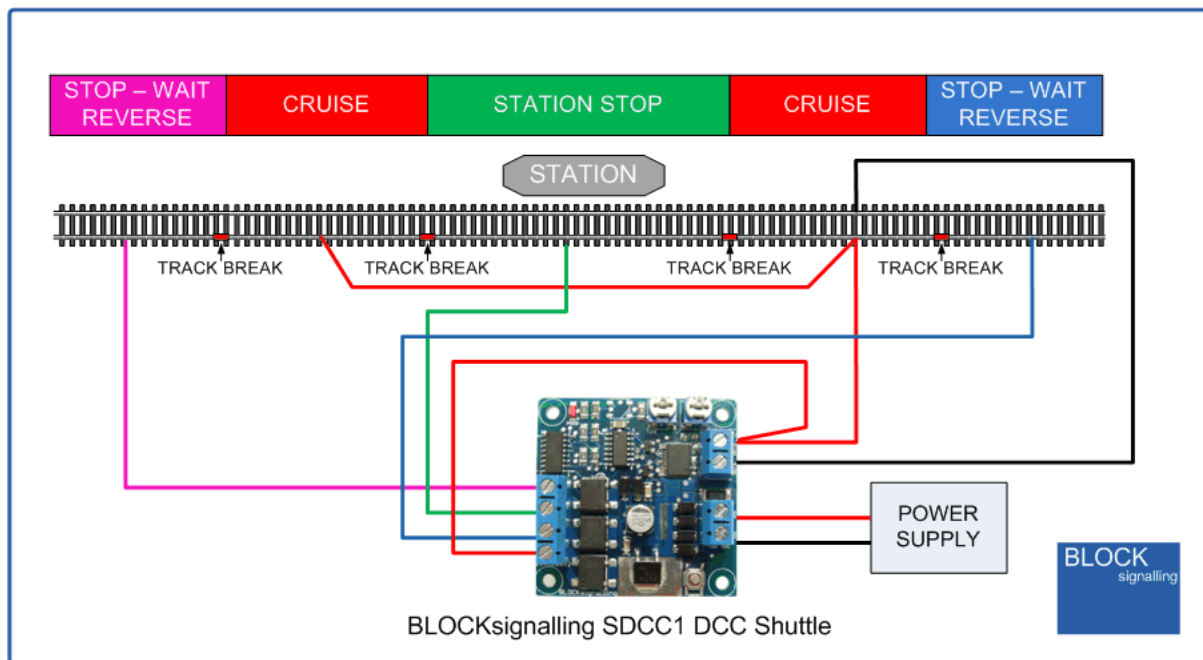 STOP – WAIT
REVERSE
CRUISE
STATION STOP
CRUISE
STOP – WAIT
REVERSE
STATION
TRACK BREAK
TRACK BREAK
TRACK BREAK
TRACK BREAK
POWER
SUPPLY
BLOCK
signalling
BLOCKsignalling SDCC1 DCC Shuttle